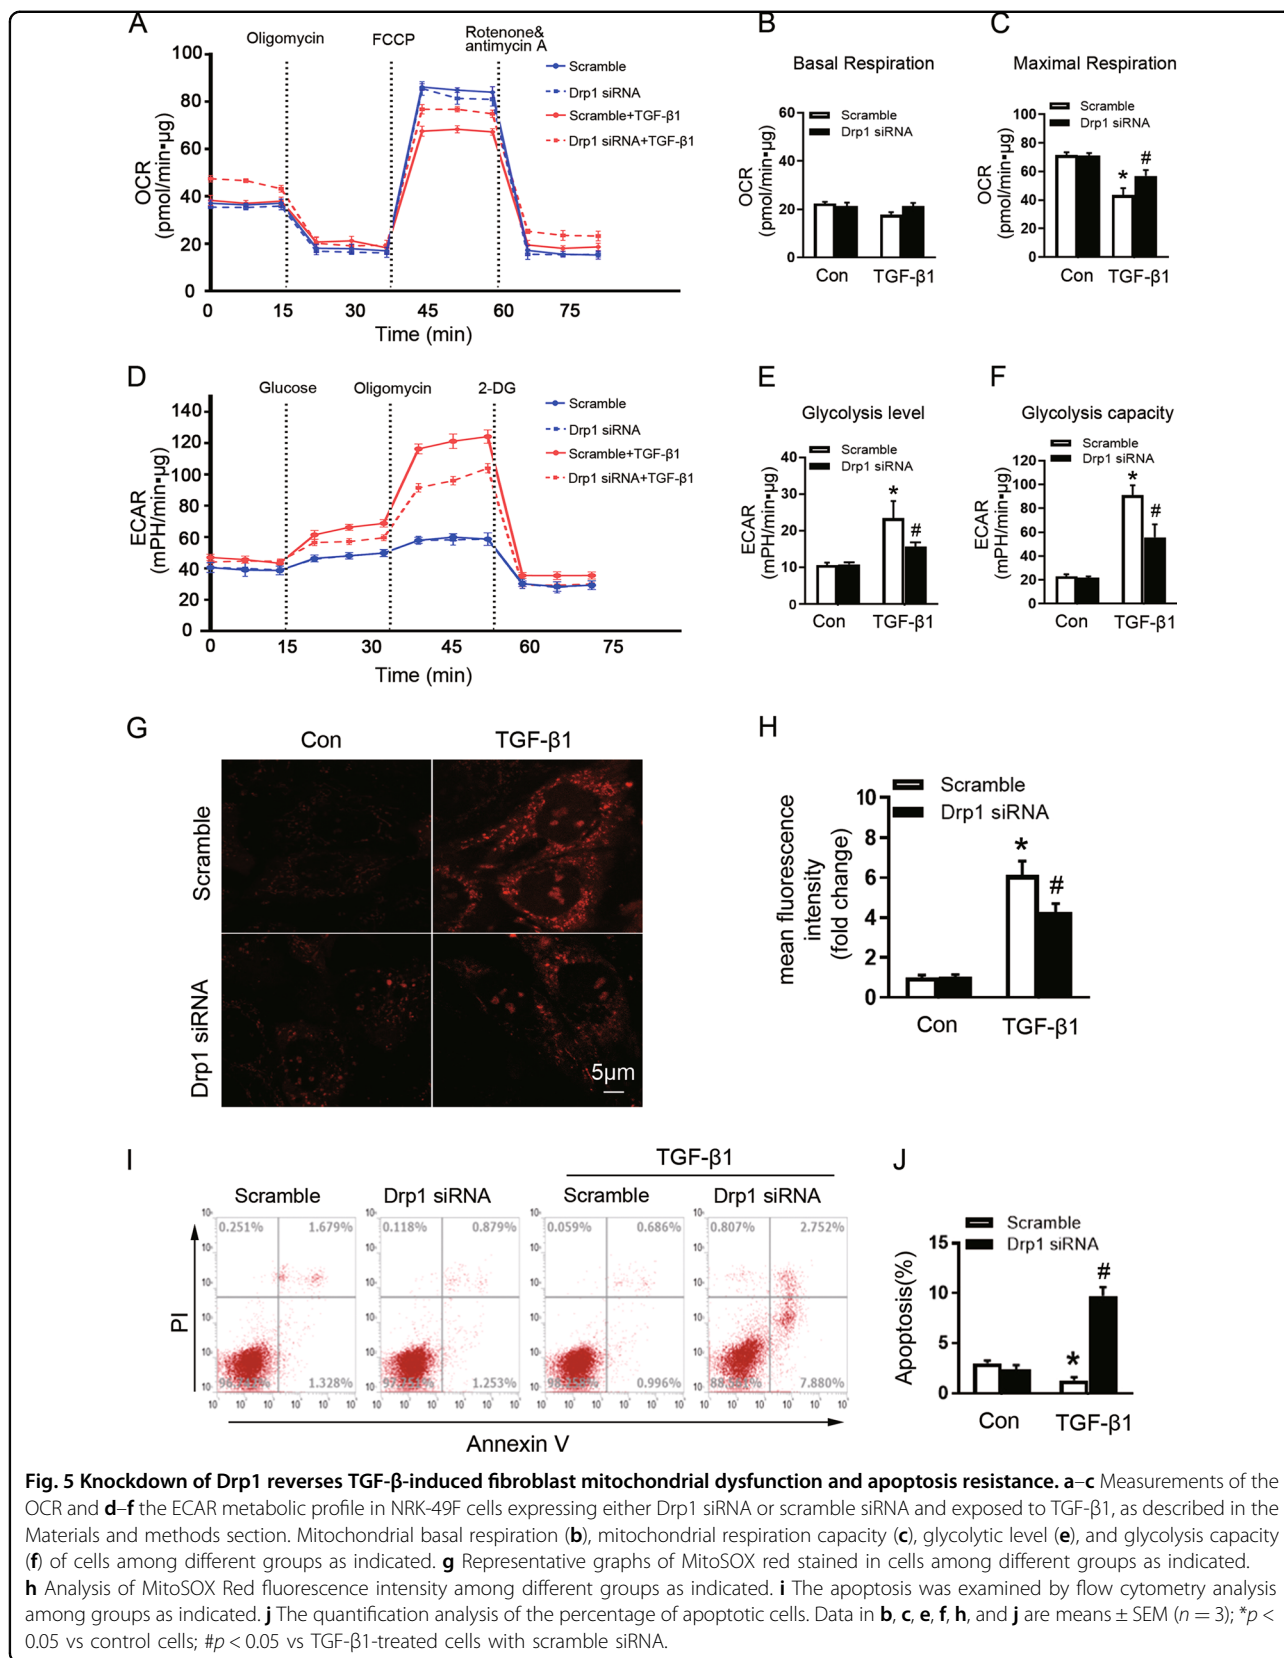 A
Oligomycin
FCCP
Rotenone&
antimycin A
100
80
60
40
20
0
OCR
(pmol/min▪µg)
0 15 30 45 60 75
Time (min)
Scramble
Drp1 siRNA
Scramble+TGF-β1
Drp1 siRNA+TGF-β1
B
Basal Respiration
Scramble
Drp1 siRNA
60
40
20
0
OCR
(pmol/min▪µg)
Con TGF-β1
C
Maximal Respiration
Scramble
Drp1 siRNA
100
80
60
40
20
0
OCR
(pmol/min▪µg)
* #
Con TGF-β1
D
Glucose
Oligomycin
2-DG
140
120
100
80
60
40
20
0
ECAR
(mPH/min▪µg)
0 15 30 45 60 75
Time (min)
Scramble
Drp1 siRNA
Scramble+TGF-β1
Drp1 siRNA+TGF-β1
E
Glycolysis level
Scramble
Drp1 siRNA
40
30
20
10
0
ECAR
(mPH/min▪µg)
* #
Con TGF-β1
F
Glycolysis capacity
Scramble
Drp1 siRNA
120
100
80
60
40
20
0
ECAR
(mPH/min▪µg)
* #
Con TGF-β1
G
Con TGF-β1
Scramble
Drp1 siRNA
5µm
H
Scramble
Drp1 siRNA
10
8
6
4
2
0
mean fluorescence
intensity
(fold change)
* #
Con TGF-β1
I
TGF-β1
Scramble Drp1 siRNA Scramble Drp1 siRNA
0.251% 1.679% 0.118% 0.879% 0.059% 0.686% 0.807% 2.752%
1.328% 1.253% 0.996% 7.880%
PI
Annexin V
J
Scramble
Drp1 siRNA
15
10
5
0
Apoptosis(%)
* #
Con TGF-β1
Fig. 5 Knockdown of Drp1 reverses TGF-β-induced fibroblast mitochondrial dysfunction and apoptosis resistance. a–c Measurements of the
OCR and d–f the ECAR metabolic profile in NRK-49F cells expressing either Drp1 siRNA or scramble siRNA and exposed to TGF-β1, as described in the
Materials and methods section. Mitochondrial basal respiration (b), mitochondrial respiration capacity (c), glycolytic level (e), and glycolysis capacity
(f) of cells among different groups as indicated. g Representative graphs of MitoSOX red stained in cells among different groups as indicated.
h Analysis of MitoSOX Red fluorescence intensity among different groups as indicated. i The apoptosis was examined by flow cytometry analysis
among groups as indicated. j The quantification analysis of the percentage of apoptotic cells. Data in b, c, e, f, h, and j are means ± SEM (n = 3); *p <
0.05 vs control cells; #p < 0.05 vs TGF-β1-treated cells with scramble siRNA.